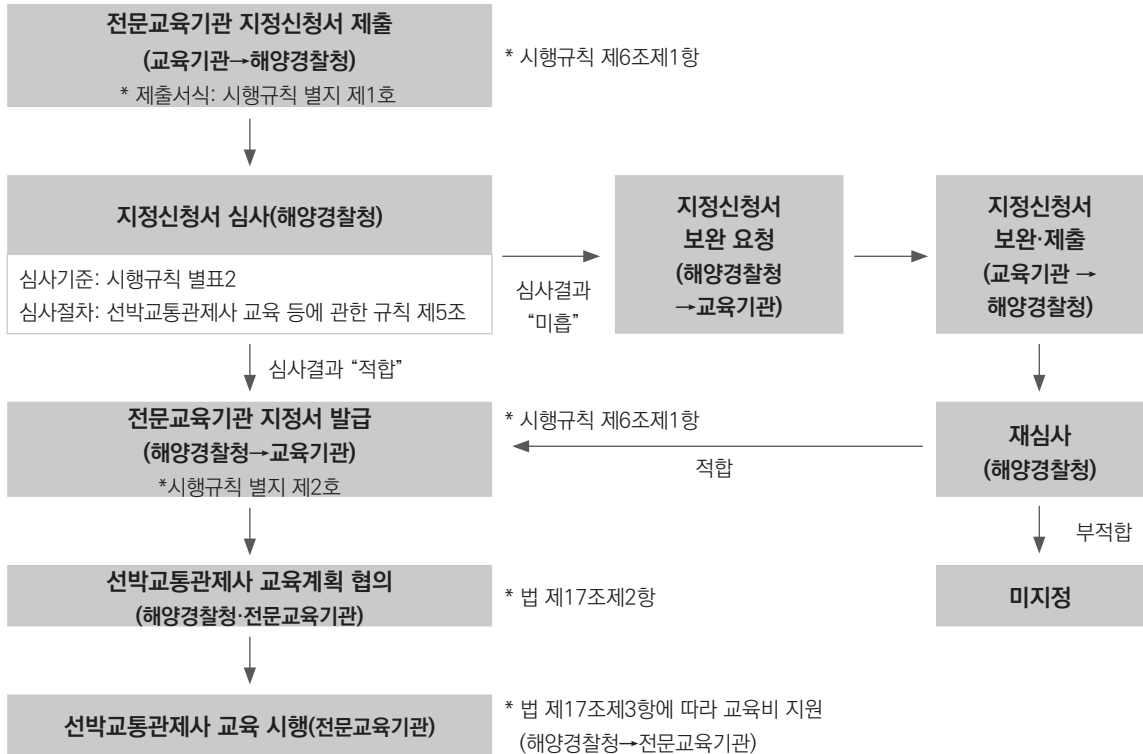 전문교육기관 지정신청서 제출
(교육기관→해양경찰청)
* 제출서식: 시행규칙 별지 제1호
* 시행규칙 제6조제1항
지정신청서 심사(해양경찰청)
심사기준: 시행규칙 별표2
심사절차: 선박교통관제사 교육 등에 관한 규칙 제5조
심사결과
“미흡”
지정신청서
보완 요청
(해양경찰청
→교육기관)
지정신청서
보완·제출
(교육기관 →
해양경찰청)
심사결과 “적합”
전문교육기관 지정서 발급
(해양경찰청→교육기관)
*시행규칙 별지 제2호
* 시행규칙 제6조제1항
적합
재심사
(해양경찰청)
부적합
미지정
선박교통관제사 교육계획 협의
(해양경찰청·전문교육기관)
* 법 제17조제2항
선박교통관제사 교육 시행(전문교육기관)
* 법 제17조제3항에 따라 교육비 지원
(해양경찰청→전문교육기관)